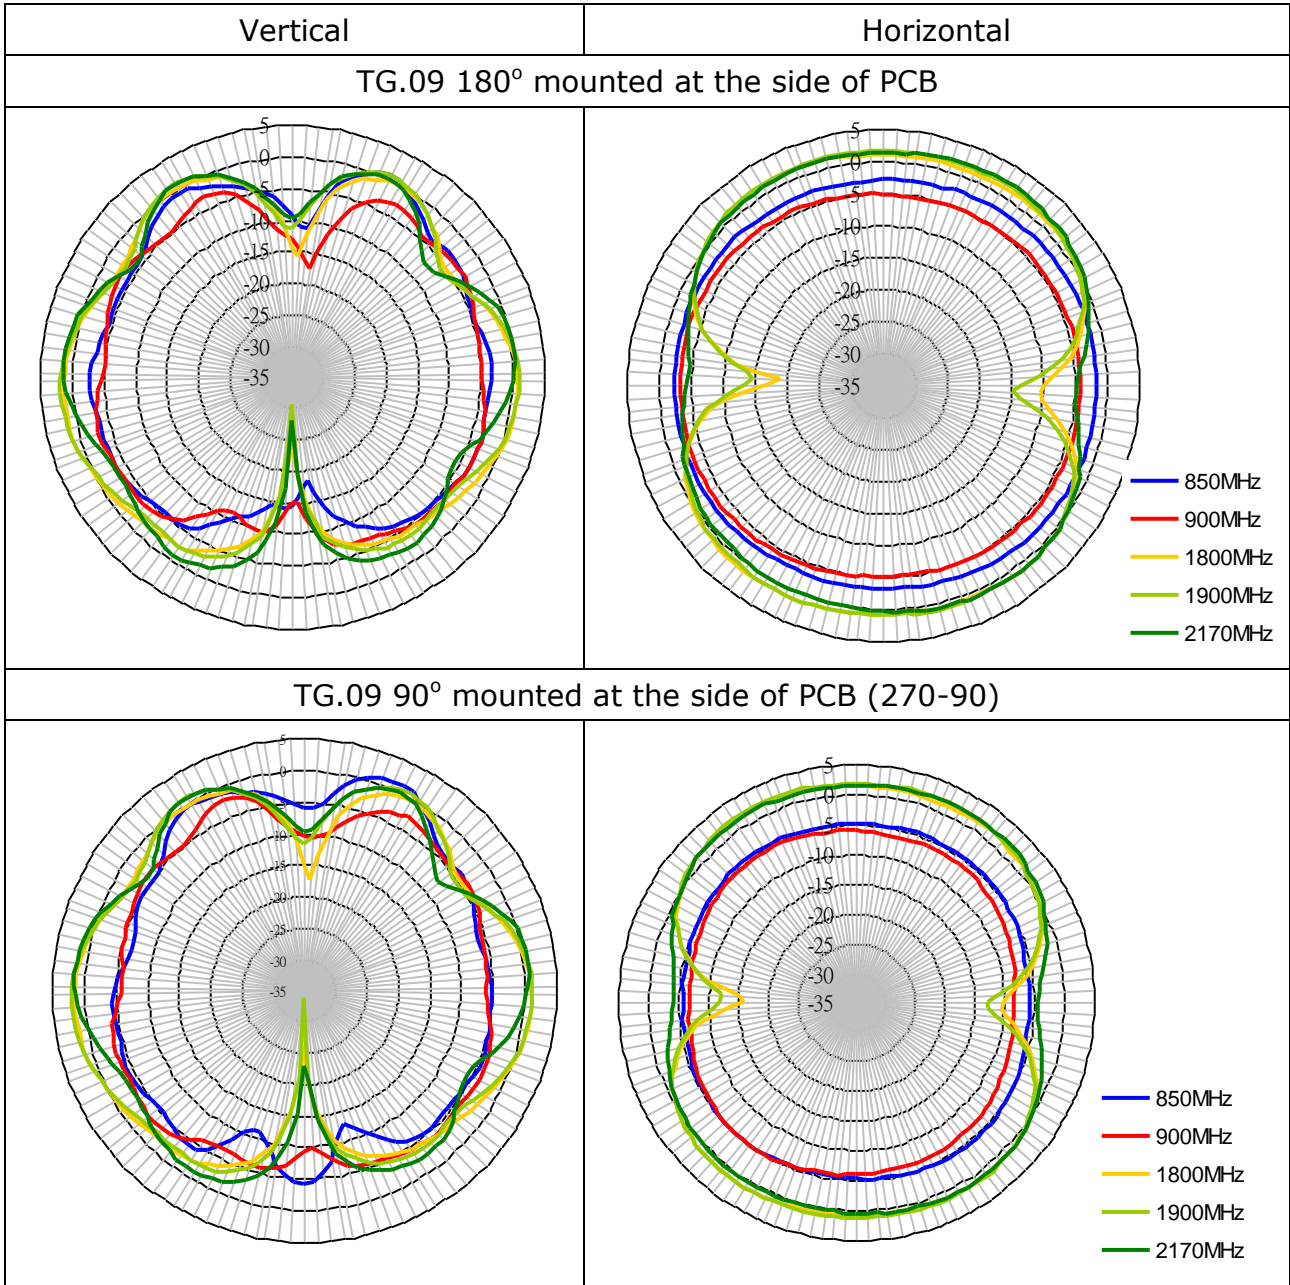 Vertical
Horizontal
TG.09 180° mounted at the side of PCB
5
0
-5
-10
-15
-20
-25
-30
-35
5
0
-5
-10
-15
-20
-25
-30
-35
850MHz
900MHz
1800MHz
1900MHz
2170MHz
TG.09 90° mounted at the side of PCB (270-90)
5
0
-5
-10
-15
-20
-25
-30
-35
5
0
-5
-10
-15
-20
-25
-30
-35
850MHz
900MHz
1800MHz
1900MHz
2170MHz